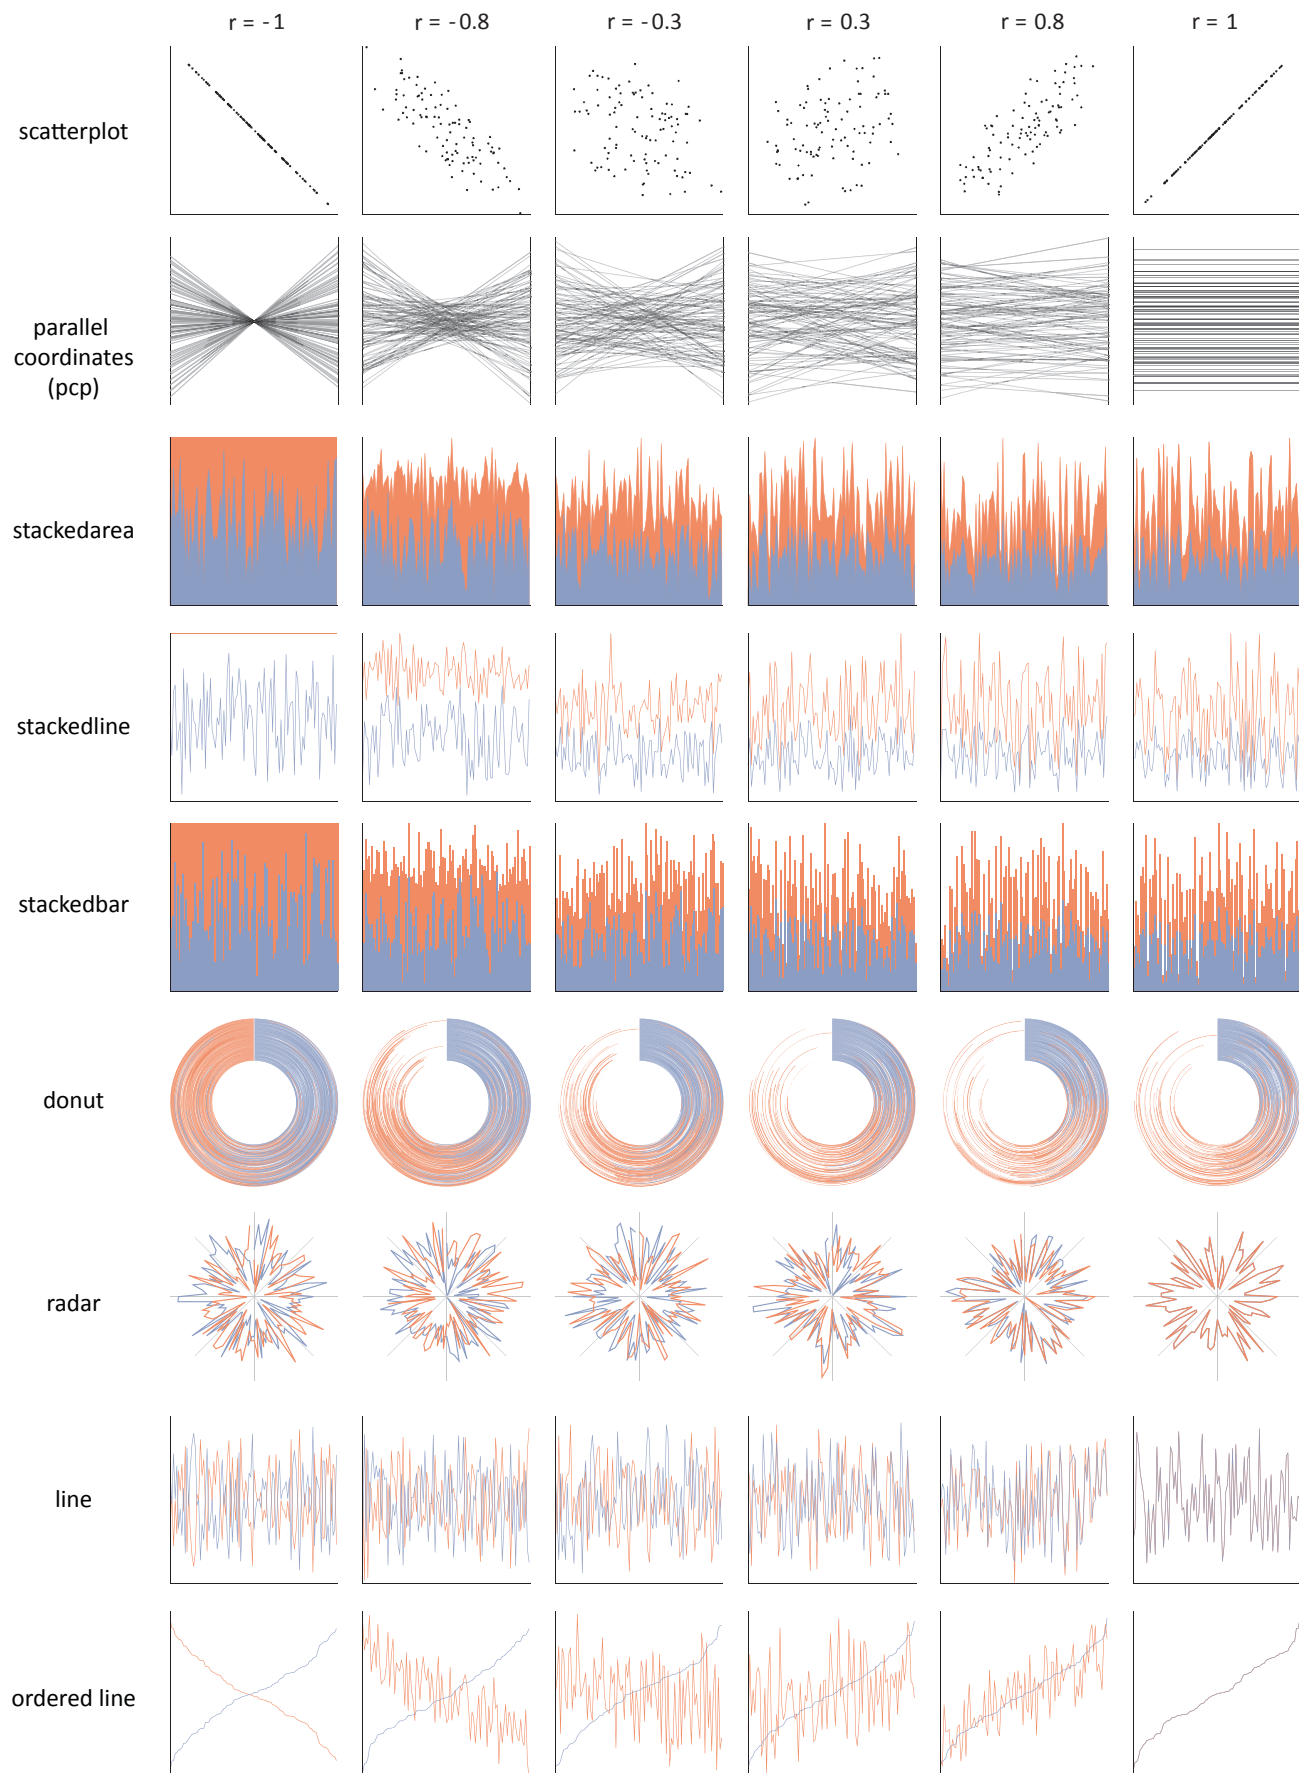 r = -1 r = -0.8 r = -0.3 r = 0.3 r = 0.8 r = 1
scatterplot
parallel
coordinates
(pcp)
stackedarea
stackedline
stackedbar
donut
radar
line
ordered line